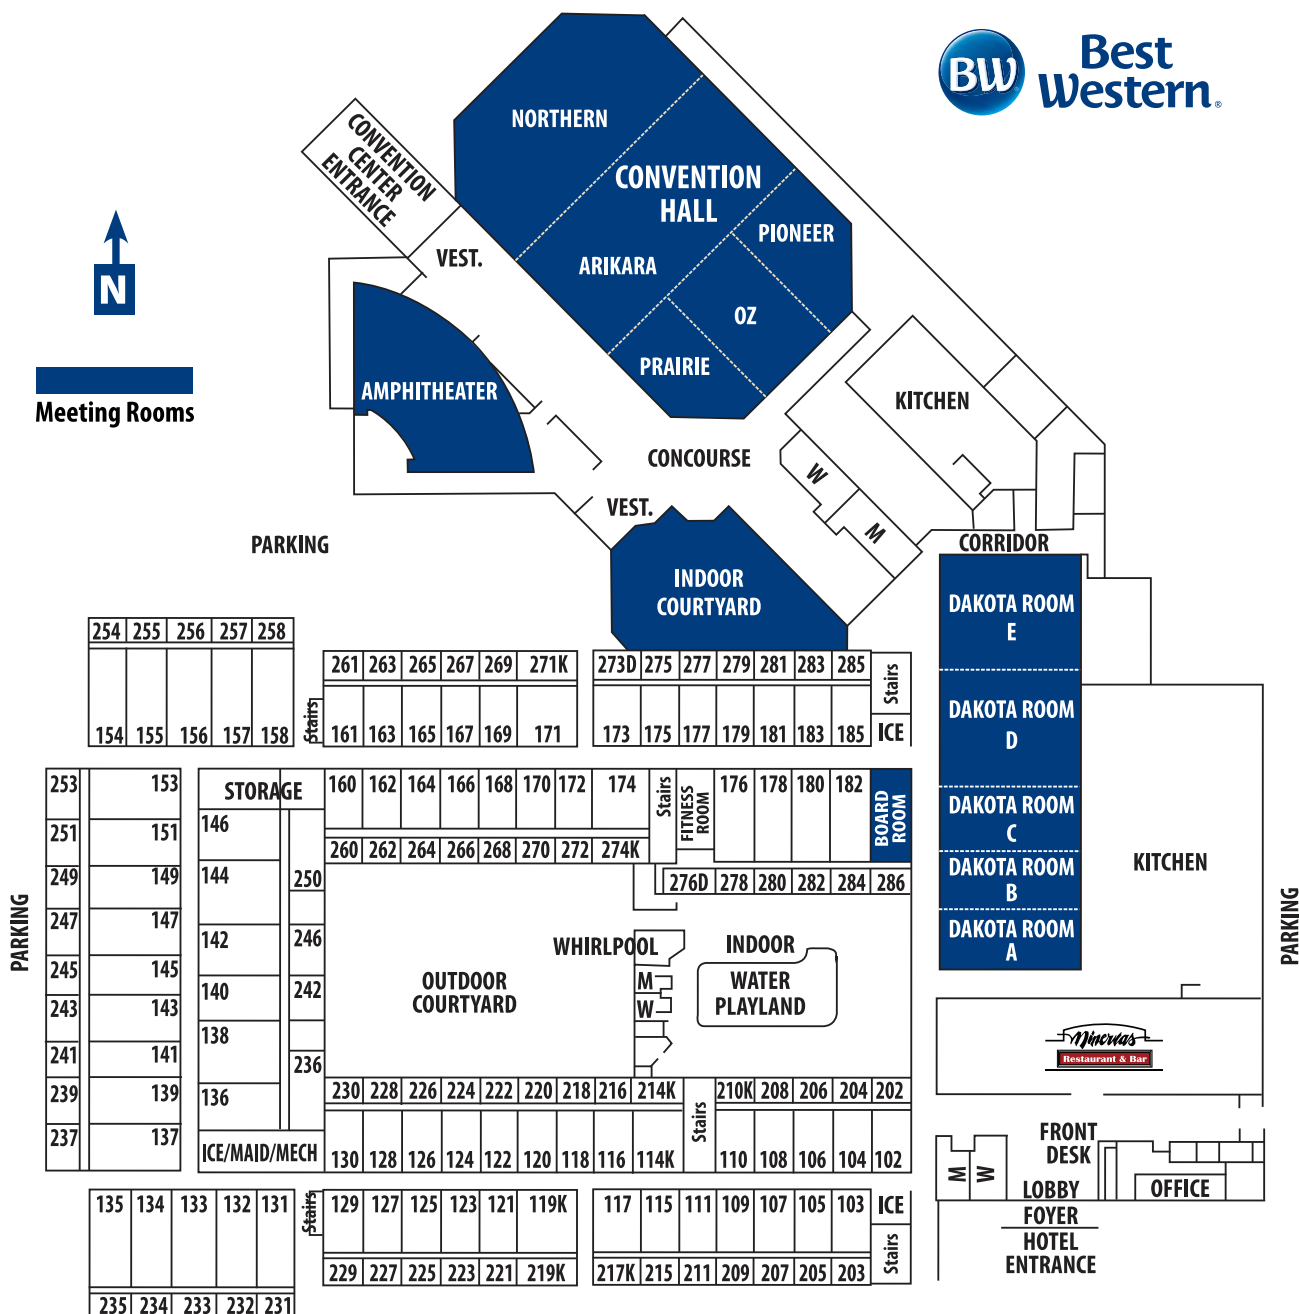 BW
Best
Western®
NORTHERN
CONVENTION
CENTER
ENTRANCE
CONVENTION
HALL
PIONEER
VEST.
ARIKARA
N
OZ
PRAIRIE
AMPHITHEATER
Meeting Rooms
KITCHEN
CONCOURSE
W
VEST.
M
PARKING
CORRIDOR
INDOOR
COURTYARD
DAKOTA ROOM
E
254 255 256 257 258
261 263 265 267 269 271K
273D 275 277 279 281 283 285
Stairs
DAKOTA ROOM
D
154 155 156 157 158
Stairs
161 163 165 167 169 171
173 175 177 179 181 183 185
ICE
253 153
STORAGE
160 162 164 166 168 170 172 174
Stairs
FITNESS
ROOM
176 178 180 182
BOARD
ROOM
DAKOTA ROOM
C
251 151
146
260 262 264 266 268 270 272 274K
KITCHEN
249 149
144
250
276D 278 280 282 284 286
DAKOTA ROOM
B
247 147
142
246
WHIRLPOOL
INDOOR
WATER
PLAYLAND
DAKOTA ROOM
A
PARKING
PARKING
245 145
140
242
OUTDOOR
COURTYARD
M
W
243 143
138
241 141
236
Minervas
Restaurant & Bar
239 139
136
230 228 226 224 222 220 218 216 214K
210K 208 206 204 202
Stairs
237 137
ICE/MAID/MECH
130 128 126 124 122 120 118 116 114K
110 108 106 104 102
FRONT
DESK
M
W
LOBBY
OFFICE
FOYER
HOTEL
ENTRANCE
135 134 133 132 131
Stairs
129 127 125 123 121 119K
117 115 111 109 107 105 103
ICE
Stairs
229 227 225 223 221 219K
217K 215 211 209 207 205 203
235 234 233 232 231